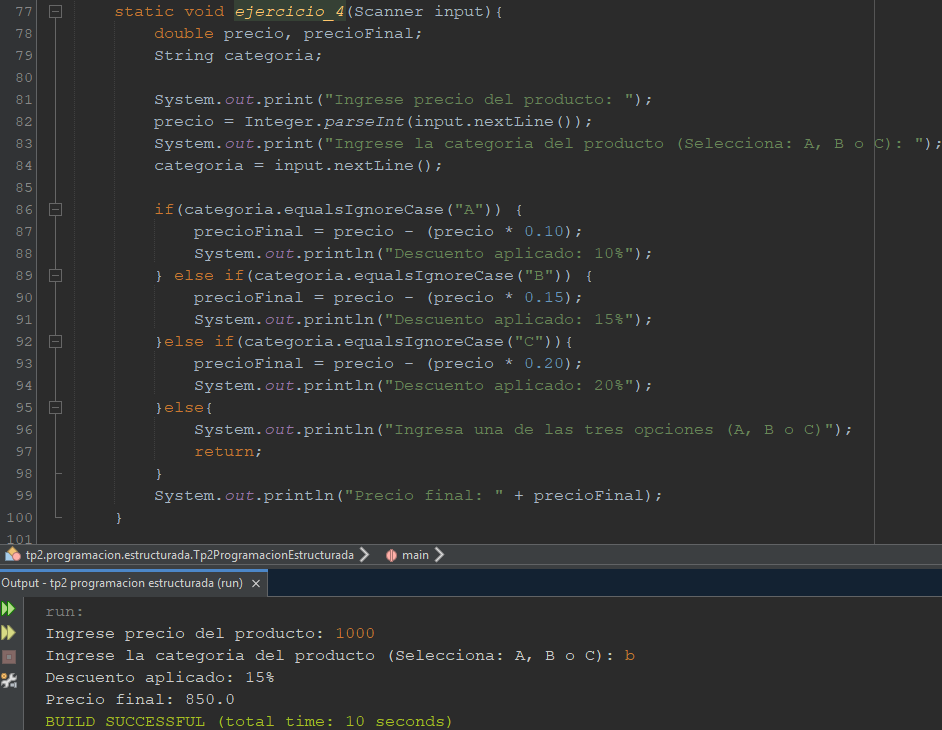 77 static void ejercicio_4(Scanner input){
78 double precio, precioFinal;
79 String categoria;
80
81 System.out.print("Ingrese precio del producto: ");
82 precio = Integer.parseInt(input.nextLine());
83 System.out.print("Ingrese la categoria del producto (Selecciona: A, B o C): ");
84 categoria = input.nextLine();
85
86 if(categoria.equalsIgnoreCase("A")) {
87 precioFinal = precio - (precio * 0.10);
88 System.out.println("Descuento aplicado: 10%");
89 } else if(categoria.equalsIgnoreCase("B")) {
90 precioFinal = precio - (precio * 0.15);
91 System.out.println("Descuento aplicado: 15%");
92 }else if(categoria.equalsIgnoreCase("C")){
93 precioFinal = precio - (precio * 0.20);
94 System.out.println("Descuento aplicado: 20%");
95 }else{
96 System.out.println("Ingresa una de las tres opciones (A, B o C)");
97 return;
98 }
99 System.out.println("Precio final: " + precioFinal);
100 }
101
tp2.programacion.estructurada.Tp2ProgramacionEstructurada main
Output - tp2 programacion estructurada (run) ×
run:
Ingrese precio del producto: 1000
Ingrese la categoria del producto (Selecciona: A, B o C): b
Descuento aplicado: 15%
Precio final: 850.0
BUILD SUCCESSFUL (total time: 10 seconds)